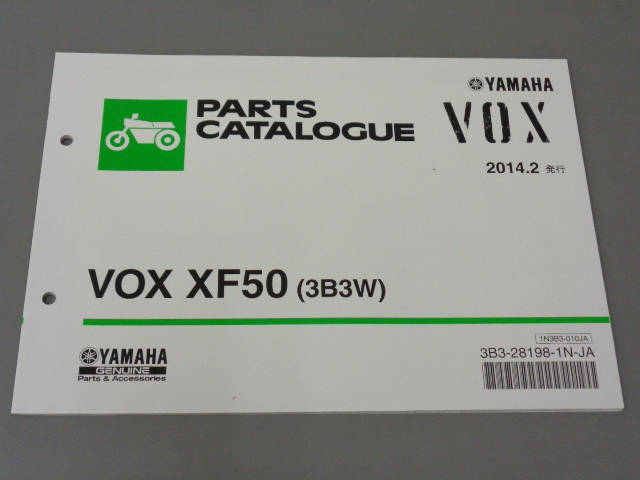 PARTS
CATALOGUE
YAMAHA
VOX
2014.2 発行
VOX XF50 (3B3W)
YAMAHA
GENUINE
Parts & Accessories
1N3B3-010JA
3B3-28198-1N-JA